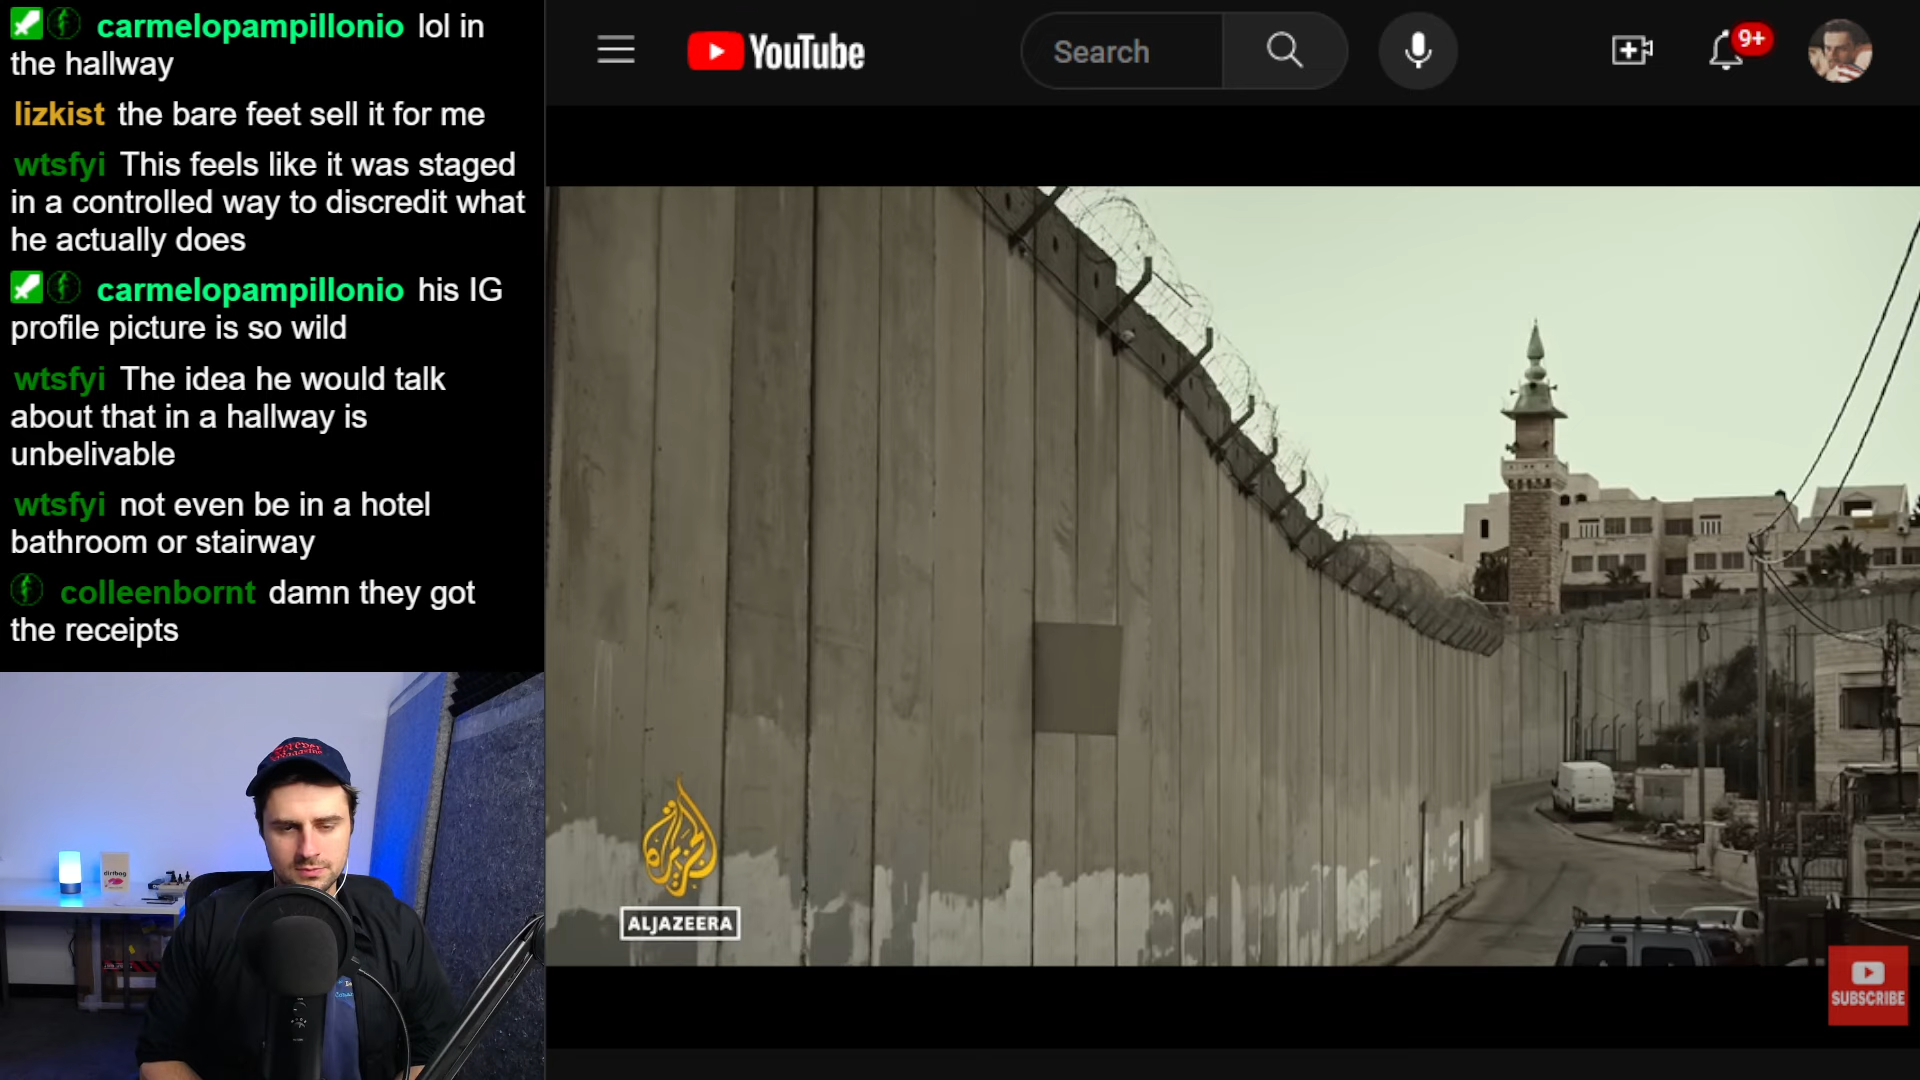 carmelopampillonio lol in
the hallway
lizkist the bare feet sell it for me
wtsfyi This feels like it was staged
in a controlled way to discredit what
he actually does
carmelopampillonio his IG
profile picture is so wild
wtsfyi The idea he would talk
about that in a hallway is
unbelivable
wtsfyi not even be in a hotel
bathroom or stairway
colleenbornt damn they got
the receipts
YouTube
Search
9+
ALJAZEERA
SUBSCRIBE
dirtbag